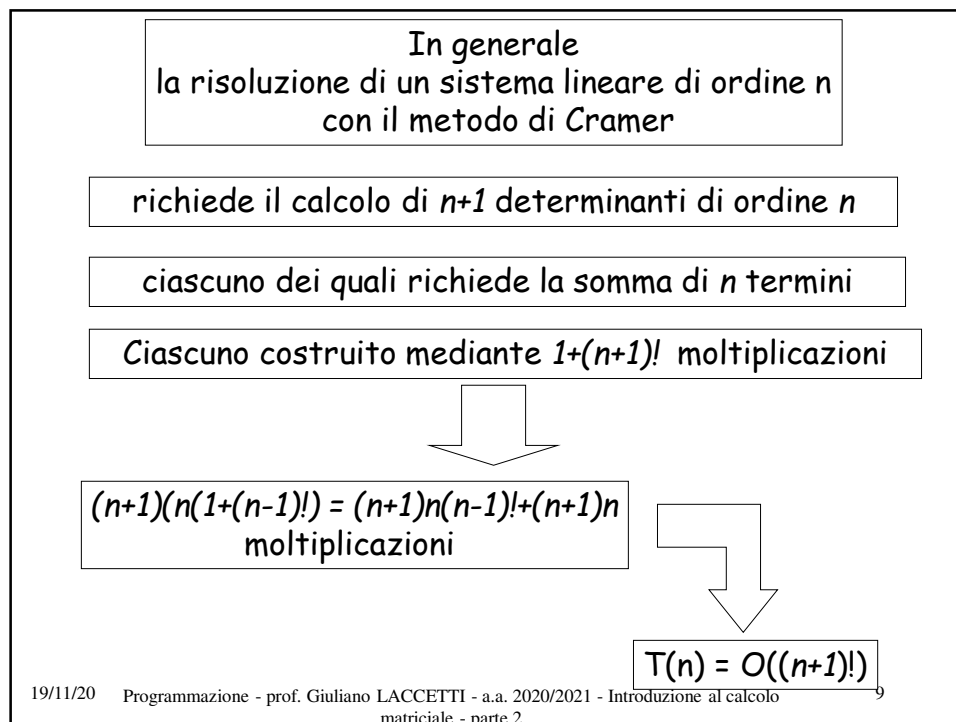 In generale
la risoluzione di un sistema lineare di ordine n
con il metodo di Cramer
richiede il calcolo di n+1 determinanti di ordine n
ciascuno dei quali richiede la somma di n termini
Ciascuno costruito mediante 1+(n+1)! moltiplicazioni
(n+1)(n(1+(n-1)!) = (n+1)n(n-1)!+(n+1)n
moltiplicazioni
T(n) = O((n+1)!)
19/11/20 Programmazione - prof. Giuliano LACCETTI - a.a. 2020/2021 - Introduzione al calcolo 9
matriciale - parte 2